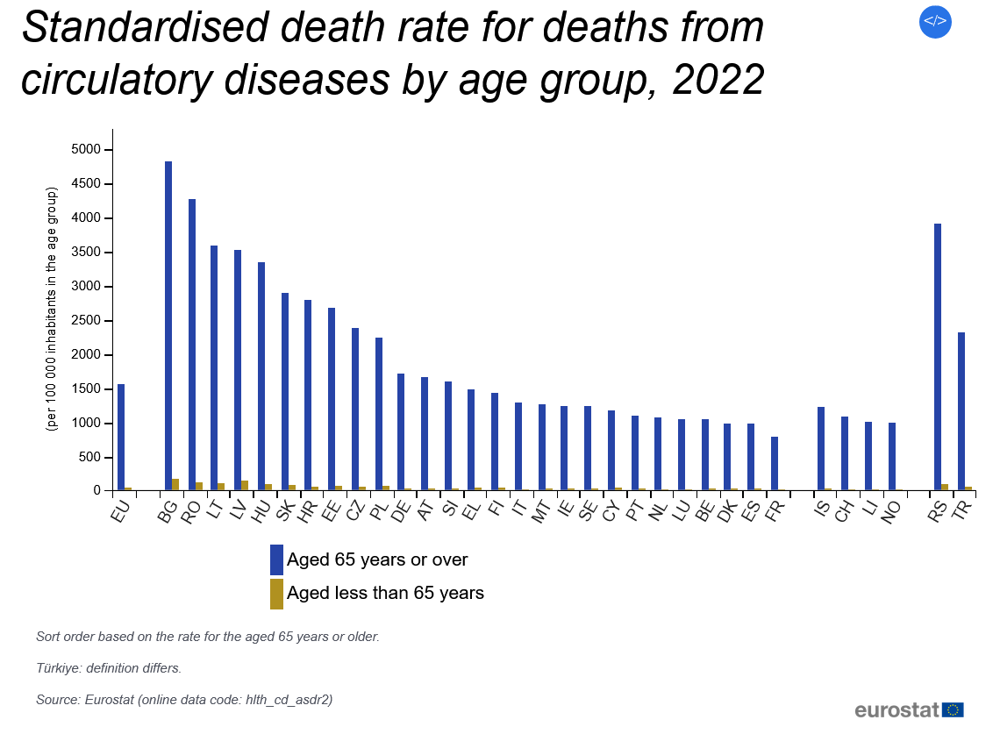 Standardised death rate for deaths from
circulatory diseases by age group, 2022
</>
(per 100 000 inhabitants in the age group)
5000
4500
4000
3500
3000
2500
2000
1500
1000
500
0
EU BG RO LT LV HU SK HR EE CZ PL DE AT SI EL FI IT MT IE SE CY PT NL LU BE DK ES FR IS CH LI NO RS TR
Aged 65 years or over
Aged less than 65 years
Sort order based on the rate for the aged 65 years or older.
Türkiye: definition differs.
Source: Eurostat (online data code: hlth_cd_asdr2)
eurostat